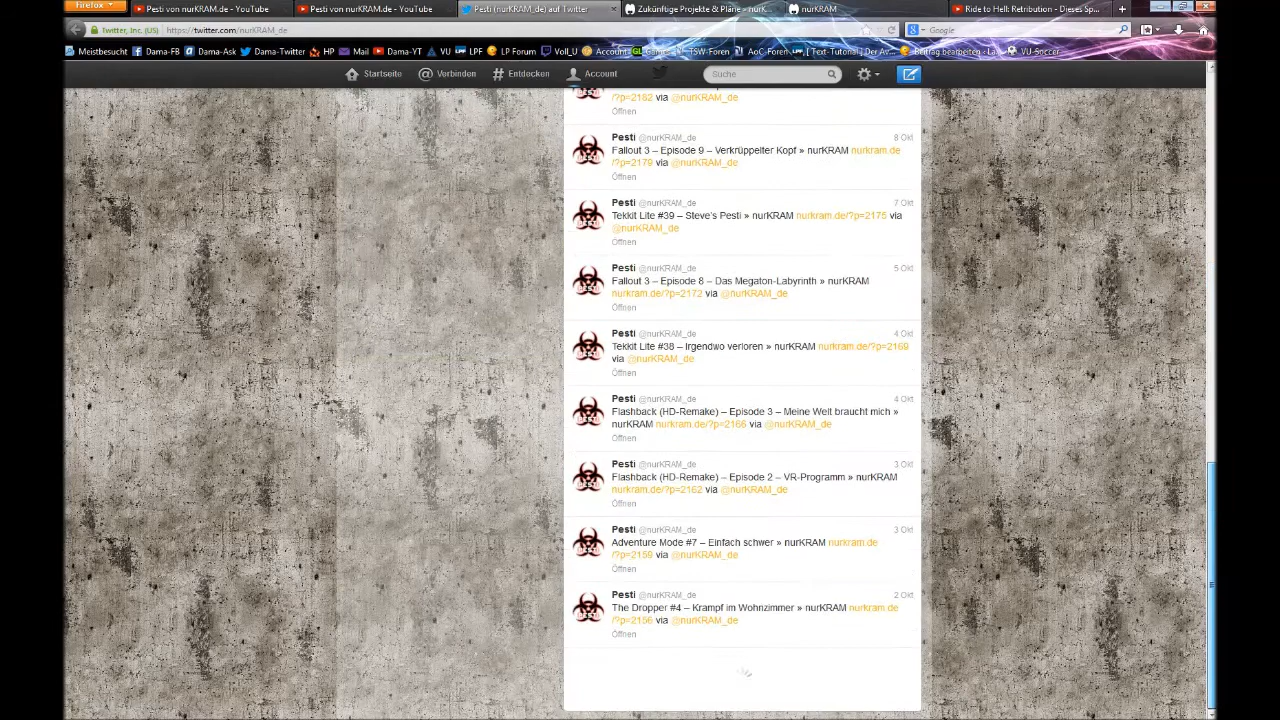 Firefox
Pesti von nurKRAM.de - YouTube
Pesti von nurKRAM.de - YouTube
Pesti (nurKRAM_de) auf Twitter
Zukünftige Projekte & Pläne » nurK...
nurKRAM
Ride to Hell: Retribution - Dieses Sp...
Twitter, Inc. (US)
https://twitter.com/nurKRAM_de
Google
Meistbesucht
Dama-FB
Dama-Ask
Dama-Twitter
HP
Mail
Dama-YT
VU
LPF
LP Forum
Voll_U
Account
Games
TSW-Foren
AoC-Foren
[ Text-Tutorial ] Der Av...
Beitrag bearbeiten - La...
VU-Soccer
Startseite
Verbinden
Entdecken
Account
Suche
/?p=2182 via @nurKRAM_de
Öffnen
Pesti @nurKRAM_de 8 Okt
Fallout 3 – Episode 9 – Verkrüppelter Kopf » nurKRAM nurkram.de
/?p=2179 via @nurKRAM_de
Öffnen
Pesti @nurKRAM_de 7 Okt
Tekkit Lite #39 – Steve's Pesti » nurKRAM nurkram.de/?p=2175 via
@nurKRAM_de
Öffnen
Pesti @nurKRAM_de 5 Okt
Fallout 3 – Episode 8 – Das Megaton-Labyrinth » nurKRAM
nurkram.de/?p=2172 via @nurKRAM_de
Öffnen
Pesti @nurKRAM_de 4 Okt
Tekkit Lite #38 – Irgendwo verloren » nurKRAM nurkram.de/?p=2169
via @nurKRAM_de
Öffnen
Pesti @nurKRAM_de 4 Okt
Flashback (HD-Remake) – Episode 3 – Meine Welt braucht mich »
nurKRAM nurkram.de/?p=2166 via @nurKRAM_de
Öffnen
Pesti @nurKRAM_de 3 Okt
Flashback (HD-Remake) – Episode 2 – VR-Programm » nurKRAM
nurkram.de/?p=2162 via @nurKRAM_de
Öffnen
Pesti @nurKRAM_de 3 Okt
Adventure Mode #7 – Einfach schwer » nurKRAM nurkram.de
/?p=2159 via @nurKRAM_de
Öffnen
Pesti @nurKRAM_de 2 Okt
The Dropper #4 – Krampf im Wohnzimmer » nurKRAM nurkram.de
/?p=2156 via @nurKRAM_de
Öffnen